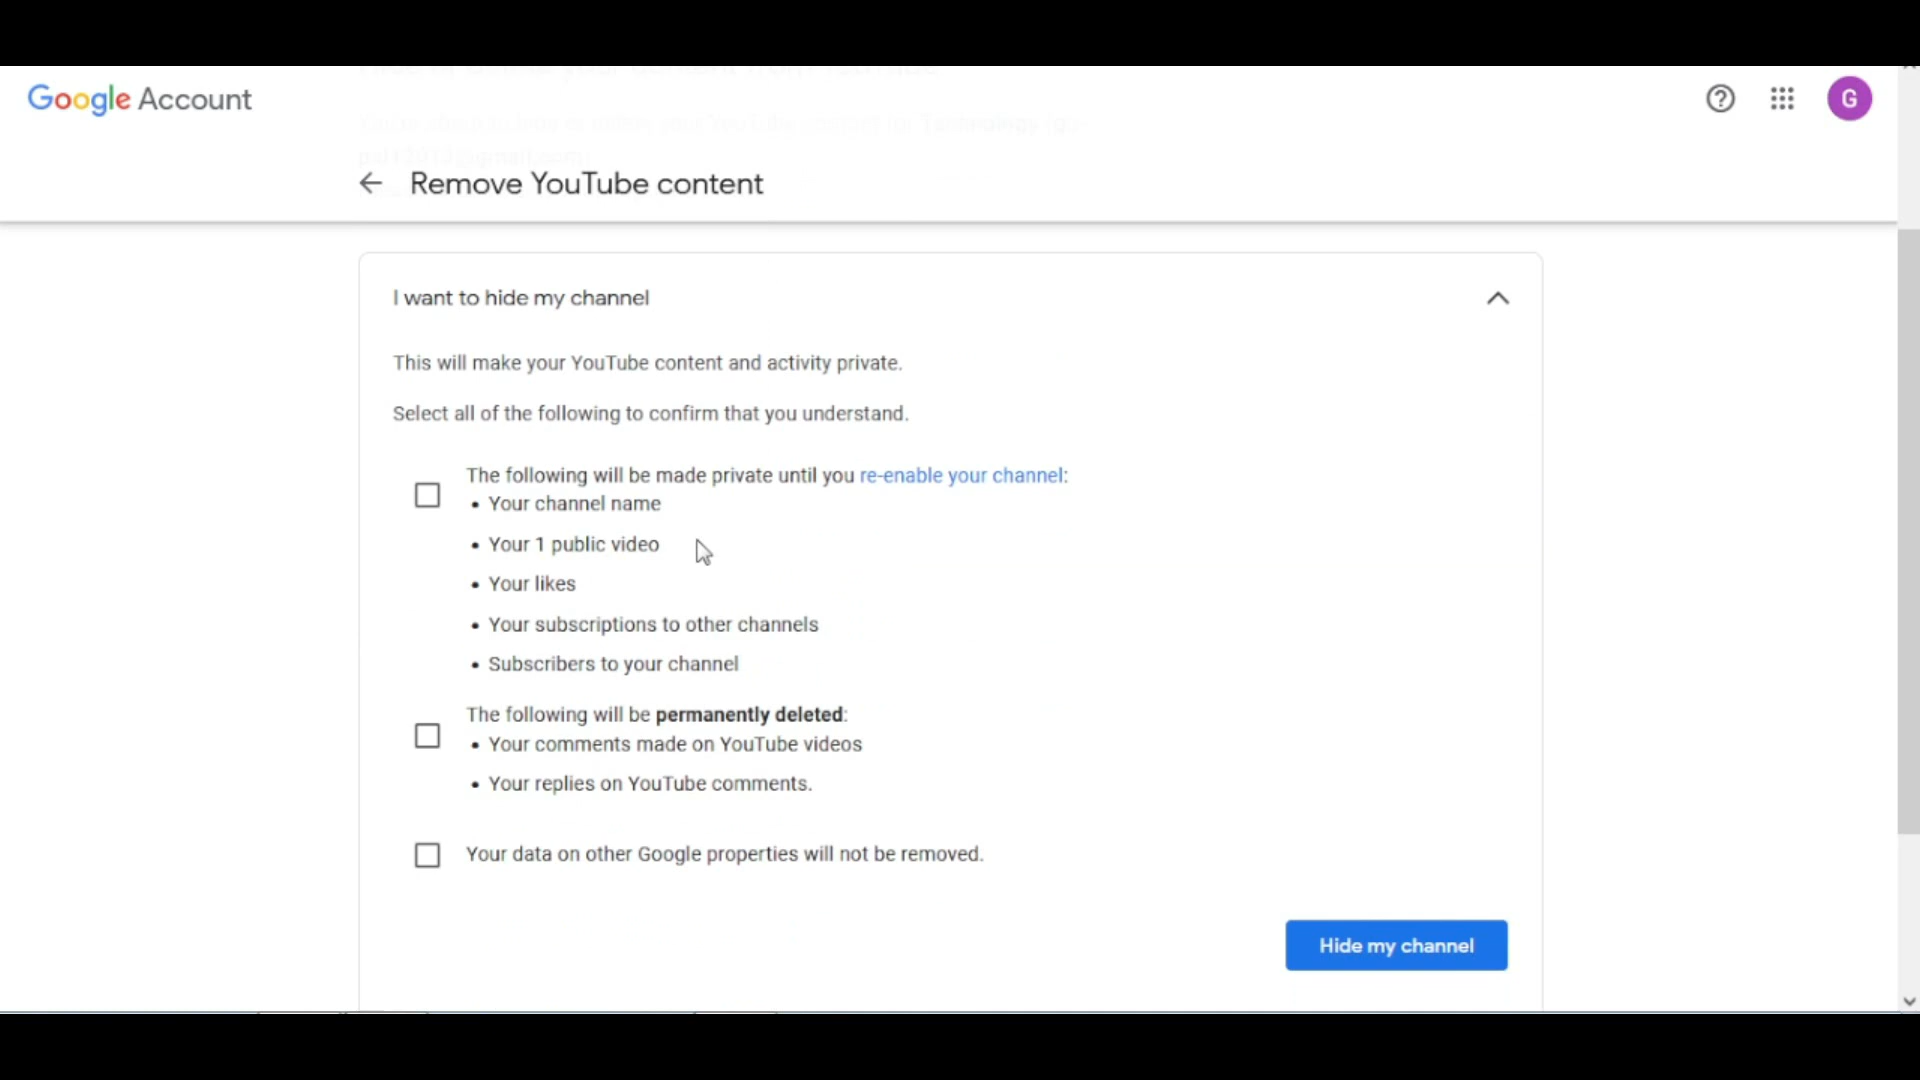 Google Account
G
Remove YouTube content
I want to hide my channel
This will make your YouTube content and activity private.
Select all of the following to confirm that you understand.
The following will be made private until you re-enable your channel:
• Your channel name
• Your 1 public video
• Your likes
• Your subscriptions to other channels
• Subscribers to your channel
The following will be permanently deleted:
• Your comments made on YouTube videos
• Your replies on YouTube comments.
Your data on other Google properties will not be removed.
Hide my channel